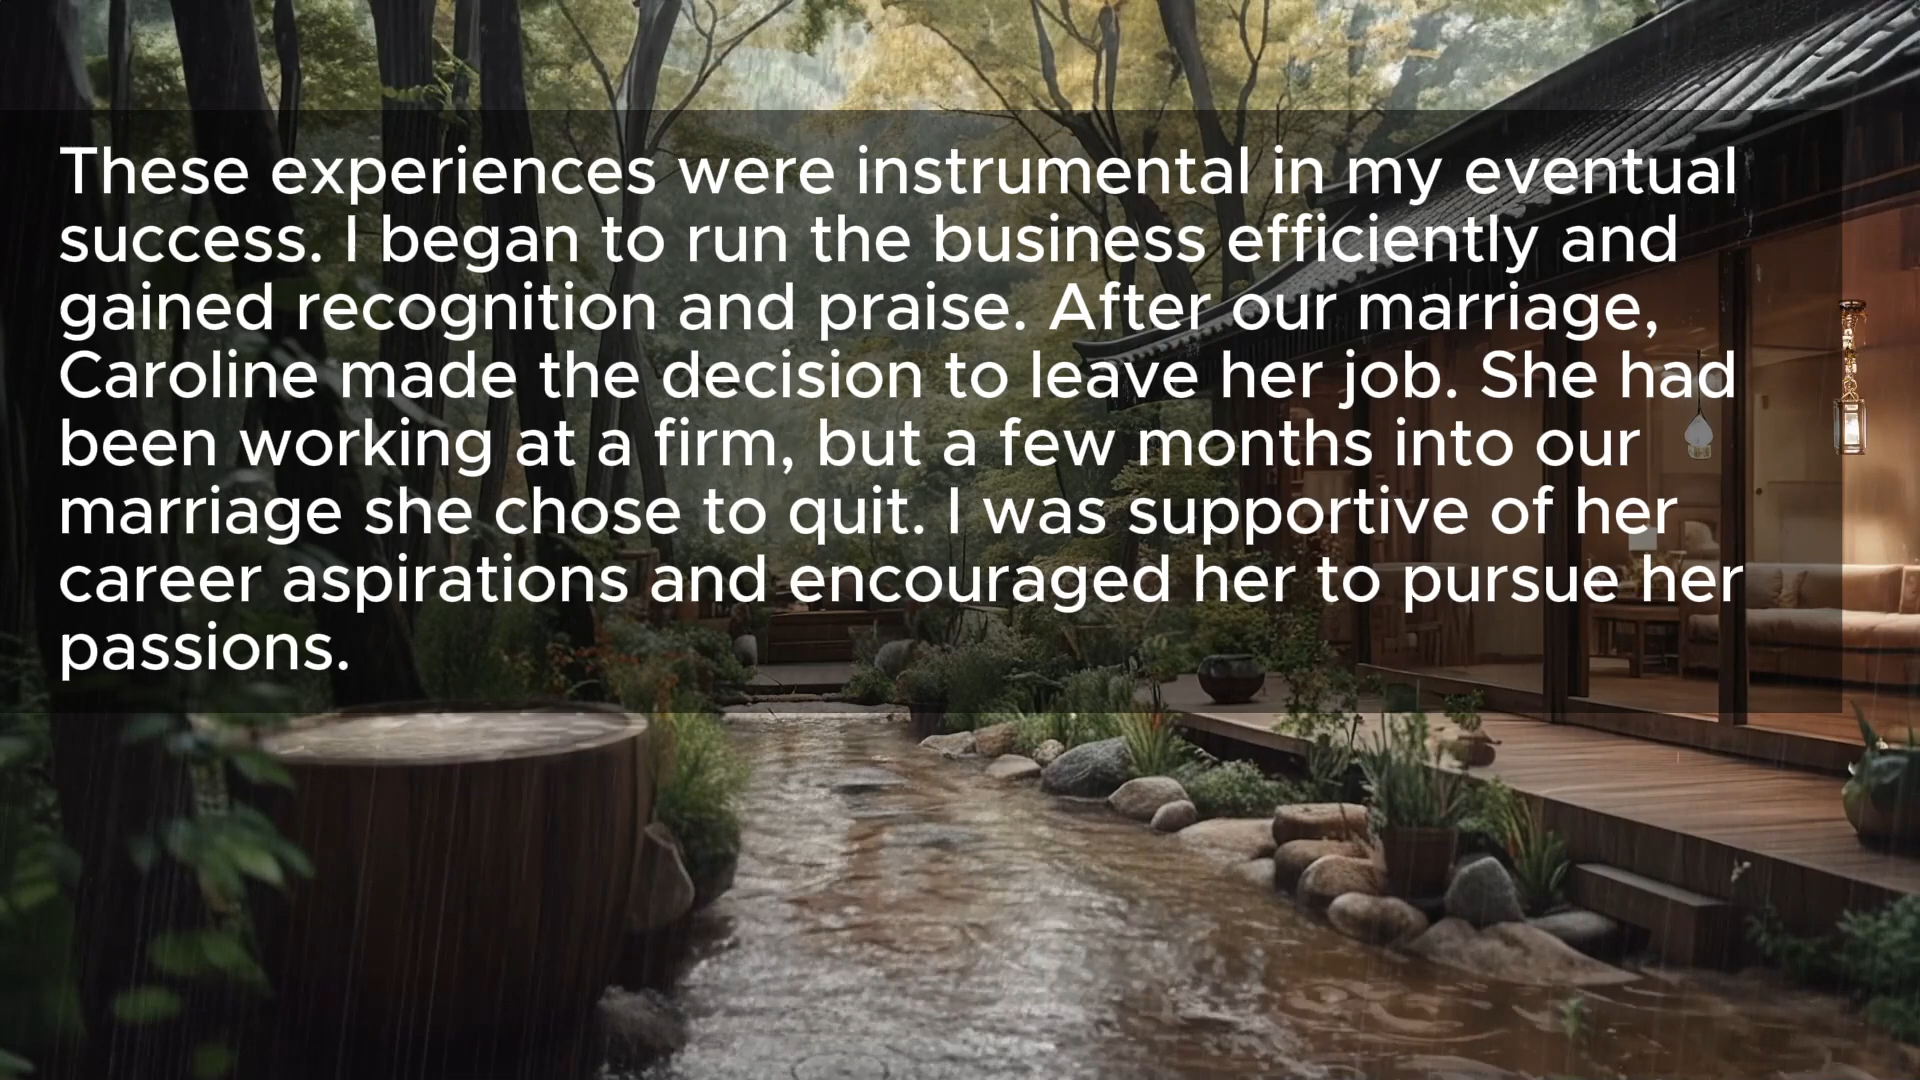 These experiences were instrumental in my eventual
success. I began to run the business efficiently and
gained recognition and praise. After our marriage,
Caroline made the decision to leave her job. She had
been working at a firm, but a few months into our
marriage she chose to quit. I was supportive of her
career aspirations and encouraged her to pursue her
passions.